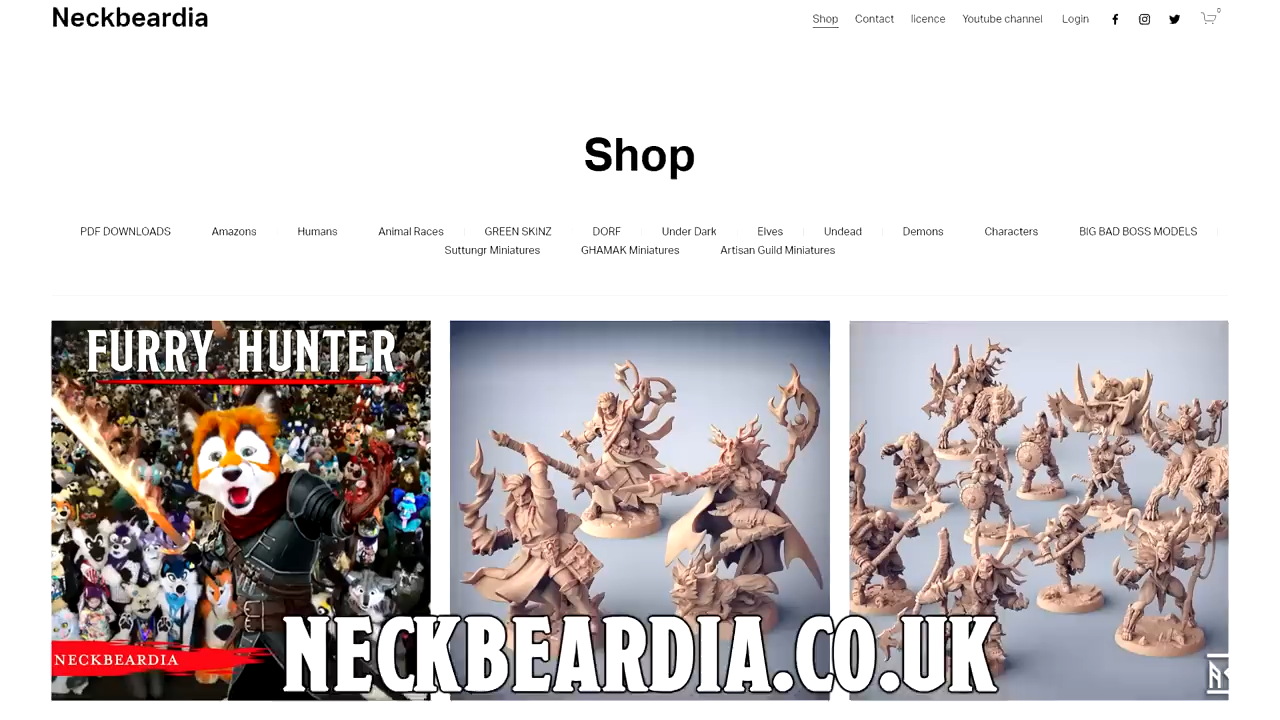 Neckbeardia
Shop Contact licence Youtube channel Login 0
Shop
PDF DOWNLOADS Amazons Humans Animal Races GREEN SKINZ DORF Under Dark Elves Undead Demons Characters BIG BAD BOSS MODELS
Suttungr Miniatures GHAMAK Miniatures Artisan Guild Miniatures
FURRY HUNTER
NECKBEARDIA
NECKBEARDIA.CO.UK